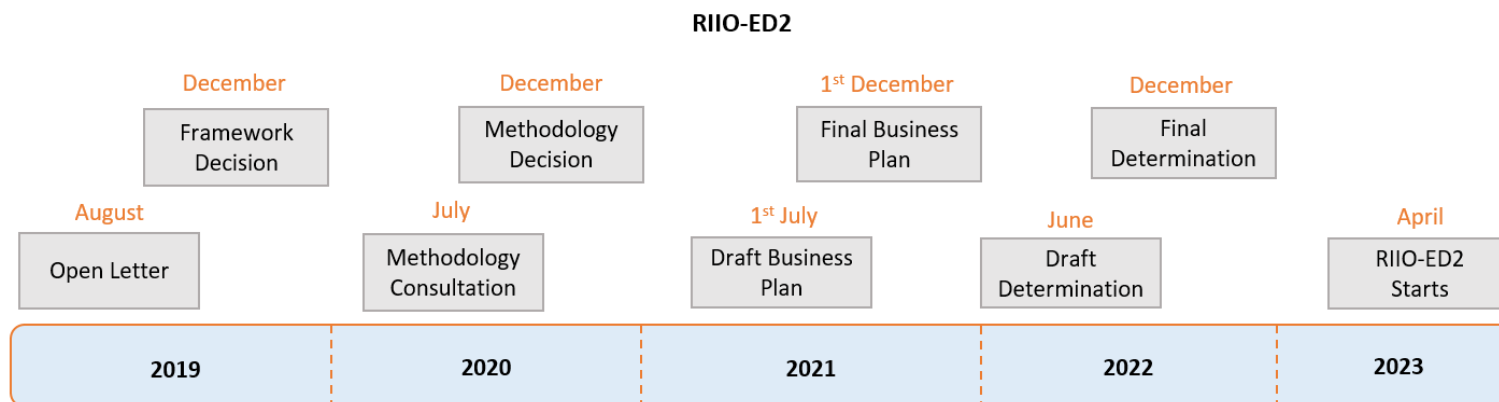 RIIO-ED2
December
Framework
Decision
December
Methodology
Decision
1st December
Final Business
Plan
December
Final
Determination
August
Open Letter
July
Methodology
Consultation
1st July
Draft Business
Plan
June
Draft
Determination
April
RIIO-ED2
Starts
2019
2020
2021
2022
2023